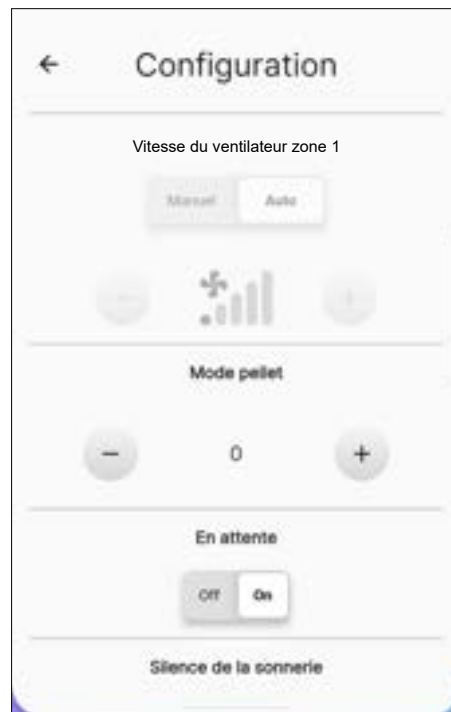 ← Configuration
Vitesse du ventilateur zone 1
Manuel Auto
− +
Mode pellet
− 0 +
En attente
Off On
Silence de la sonnerie